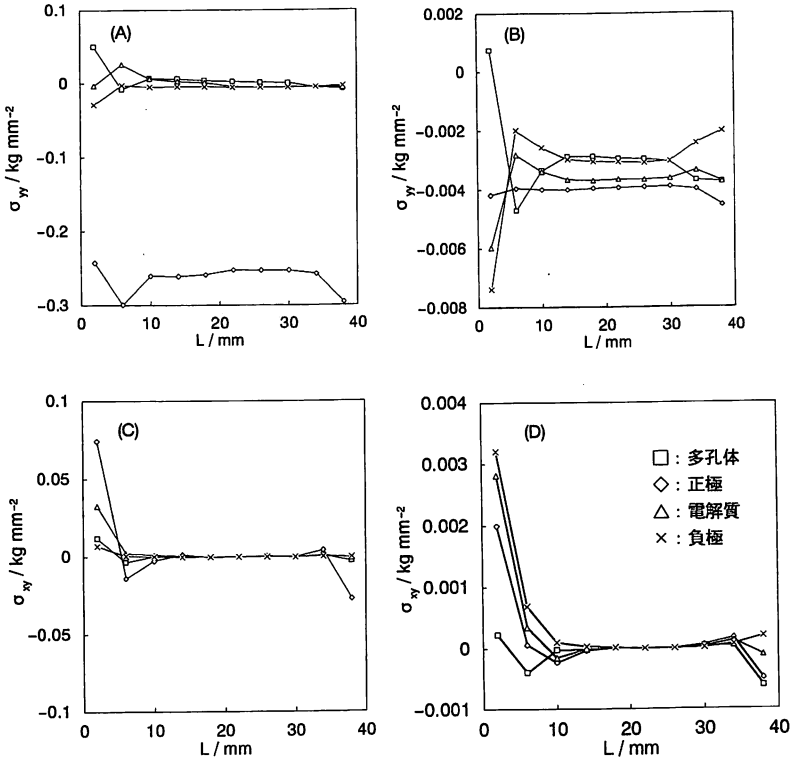 (A)
0.1
0
−0.1
−0.2
−0.3
σyy / kg mm⁻²
0 10 20 30 40
L / mm
(B)
0.002
0
−0.002
−0.004
−0.006
−0.008
σyy / kg mm⁻²
0 10 20 30 40
L / mm
(C)
0.1
0.05
0
−0.05
−0.1
σxy / kg mm⁻²
0 10 20 30 40
L / mm
(D)
0.004
0.003
0.002
0.001
0
−0.001
σxy / kg mm⁻²
□ : 多孔体
◇ : 正極
△ : 電解質
× : 負極
0 10 20 30 40
L / mm